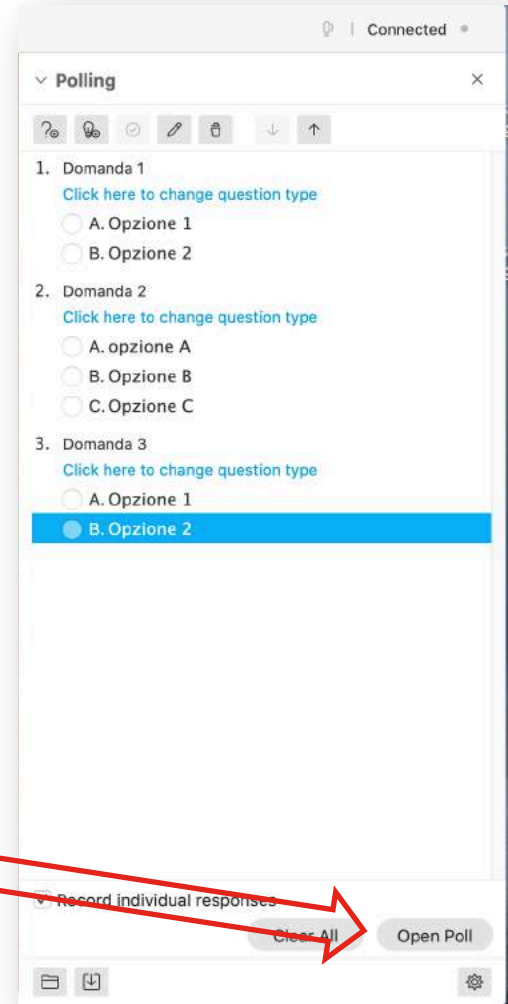 Connected
Polling
1. Domanda 1
Click here to change question type
A. Opzione 1
B. Opzione 2
2. Domanda 2
Click here to change question type
A. opzione A
B. Opzione B
C. Opzione C
3. Domanda 3
Click here to change question type
A. Opzione 1
B. Opzione 2
Record individual responses
Clear All Open Poll